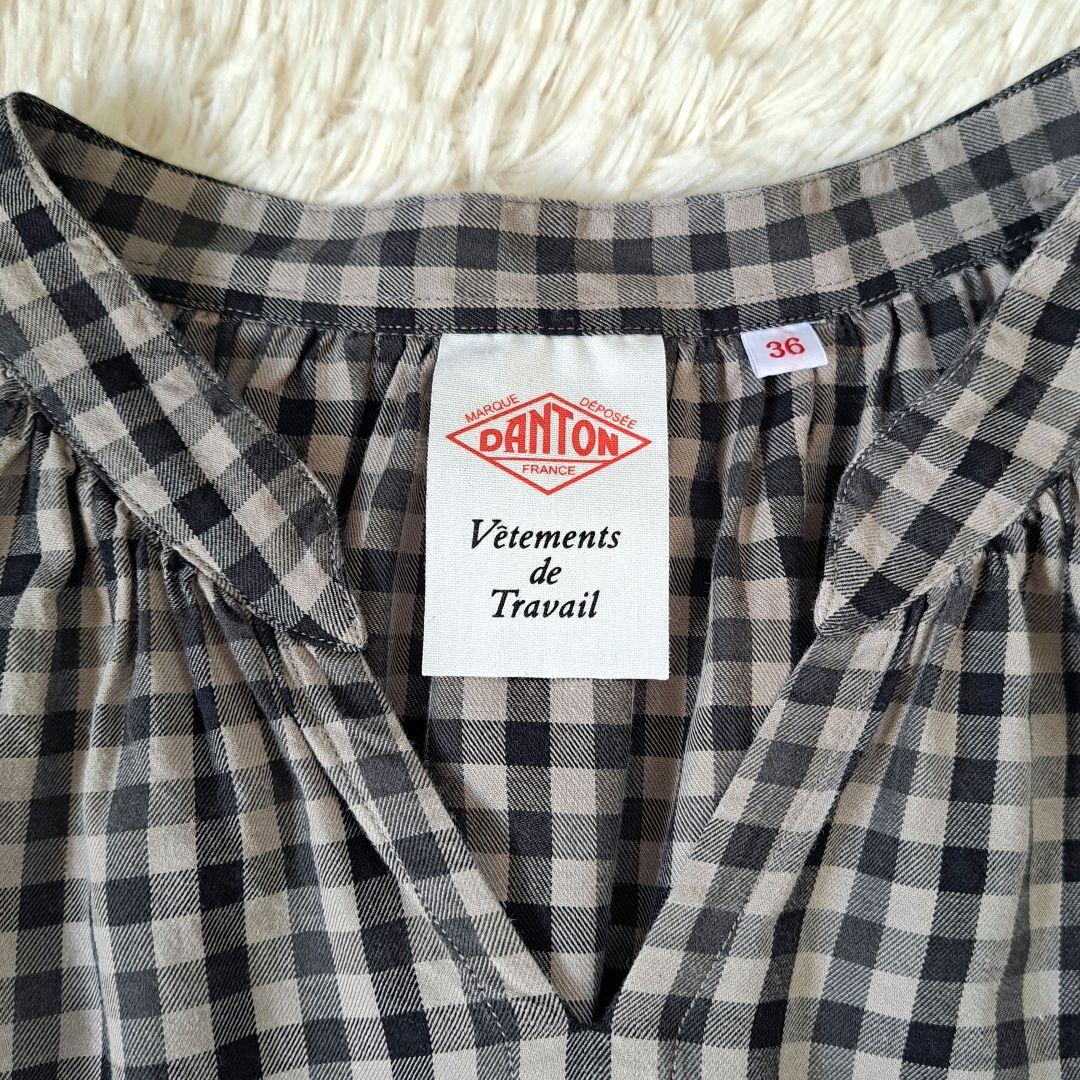 36
MARQUE DÉPOSÉE
DANTON
FRANCE
Vêtements
de
Travail